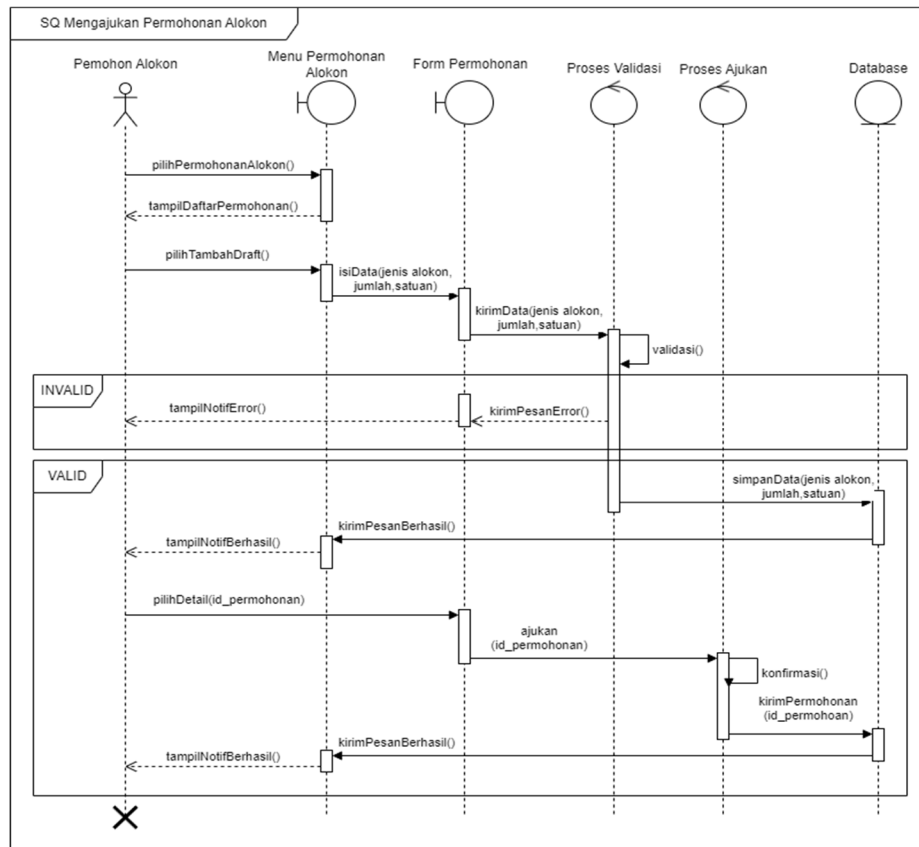 SQ Mengajukan Permohonan Alokon
Pemohon Alokon
Menu Permohonan
Alokon
Form Permohonan
Proses Validasi
Proses Ajukan
Database
pilihPermohonanAlokon()
tampilDaftarPermohonan()
pilihTambahDraft()
isiData(jenis alokon,
jumlah,satuan)
kirimData(jenis alokon,
jumlah,satuan)
validasi()
INVALID
tampilNotifError()
kirimPesanError()
VALID
simpanData(jenis alokon,
jumlah,satuan)
kirimPesanBerhasil()
tampilNotifBerhasil()
pilihDetail(id_permohonan)
ajukan
(id_permohonan)
konfirmasi()
kirimPermohonan
(id_permohoan)
kirimPesanBerhasil()
tampilNotifBerhasil()